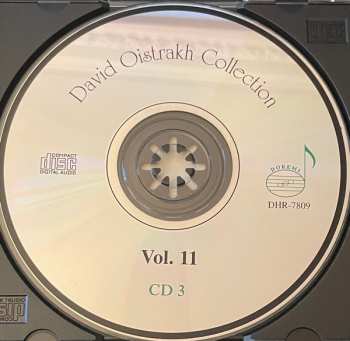 David Oistrakh Collection
COMPACT
disc
DIGITAL AUDIO
DOREMI
DHR-7809
Vol. 11
CD 3